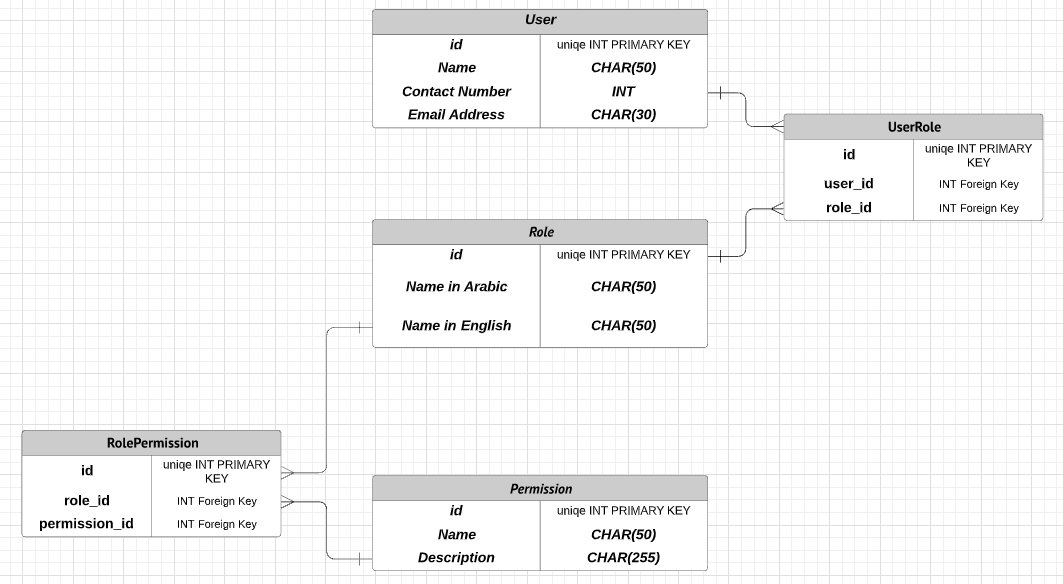 User
id uniqe INT PRIMARY KEY
Name CHAR(50)
Contact Number INT
Email Address CHAR(30)
UserRole
id uniqe INT PRIMARY
KEY
user_id INT Foreign Key
role_id INT Foreign Key
Role
id uniqe INT PRIMARY KEY
Name in Arabic CHAR(50)
Name in English CHAR(50)
RolePermission
id uniqe INT PRIMARY
KEY
role_id INT Foreign Key
permission_id INT Foreign Key
Permission
id uniqe INT PRIMARY KEY
Name CHAR(50)
Description CHAR(255)